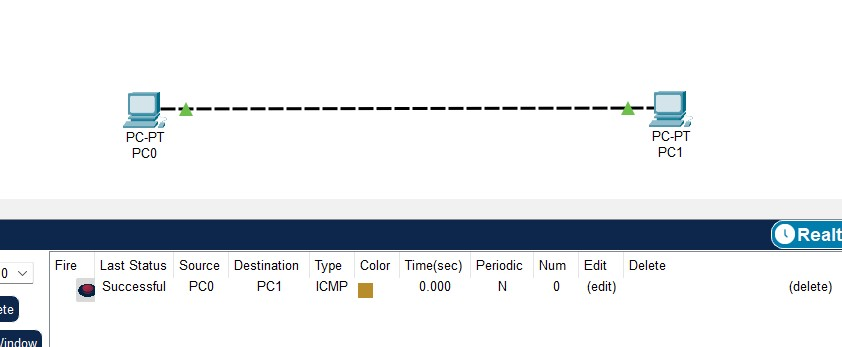 PC-PT
PC0
PC-PT
PC1
Realt
0
Fire Last Status Source Destination Type Color Time(sec) Periodic Num Edit Delete
Successful PC0 PC1 ICMP 0.000 N 0 (edit) (delete)
ete
Window